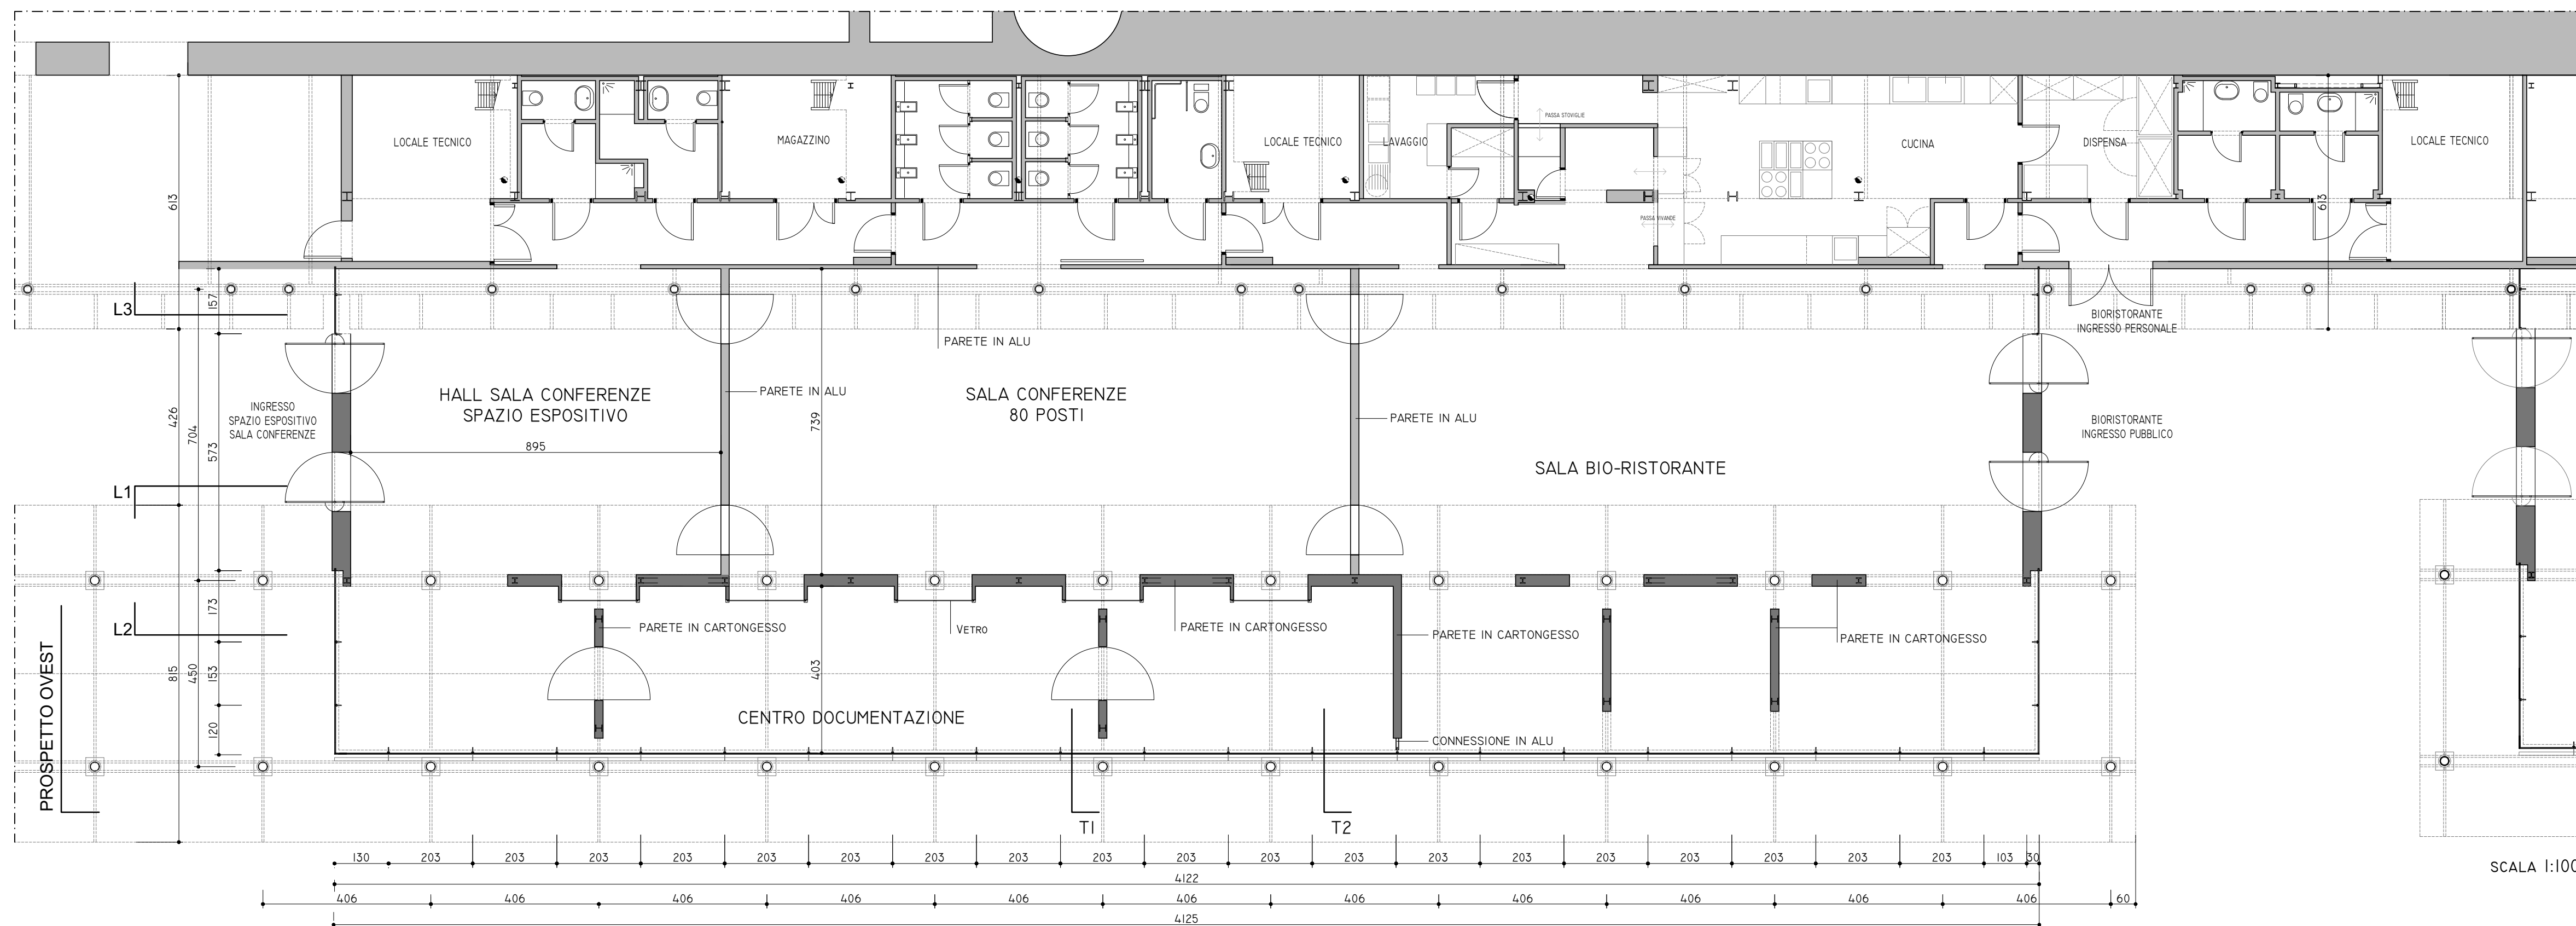 LOCALE TECNICO
MAGAZZINO
LOCALE TECNICO
LAVAGGIO
PASSA STOVIGLIE
PASSA VIVANDE
CUCINA
DISPENSA
LOCALE TECNICO
613
613
L3
157
426
704
573
INGRESSO
SPAZIO ESPOSITIVO
SALA CONFERENZE
HALL SALA CONFERENZE
SPAZIO ESPOSITIVO
895
PARETE IN ALU
PARETE IN ALU
739
SALA CONFERENZE
80 POSTI
PARETE IN ALU
SALA BIO-RISTORANTE
BIORISTORANTE
INGRESSO PERSONALE
BIORISTORANTE
INGRESSO PUBBLICO
L1
L2
PROSPETTO OVEST
815
450
173
153
120
PARETE IN CARTONGESSO
403
VETRO
PARETE IN CARTONGESSO
PARETE IN CARTONGESSO
PARETE IN CARTONGESSO
CENTRO DOCUMENTAZIONE
CONNESSIONE IN ALU
T1
T2
130 203 203 203 203 203 203 203 203 203 203 203 203 203 203 203 203 203 203 203 103 30
4122
406 406 406 406 406 406 406 406 406 406 406 60
4125
SCALA 1:100